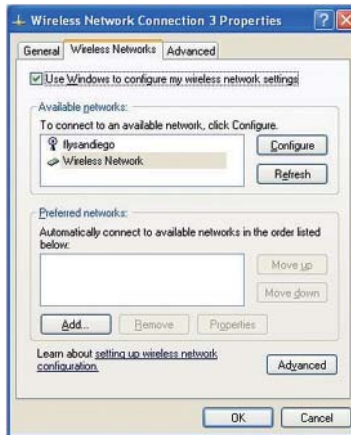 Wireless Network Connection 3 Properties
General Wireless Networks Advanced
Use Windows to configure my wireless network settings
Available networks:
To connect to an available network, click Configure.
flysandiego
Configure
Wireless Network
Refresh
Preferred networks:
Automatically connect to available networks in the order listed
below:
Move up
Move down
Add... Remove Properties
Learn about setting up wireless network
configuration.
Advanced
OK Cancel